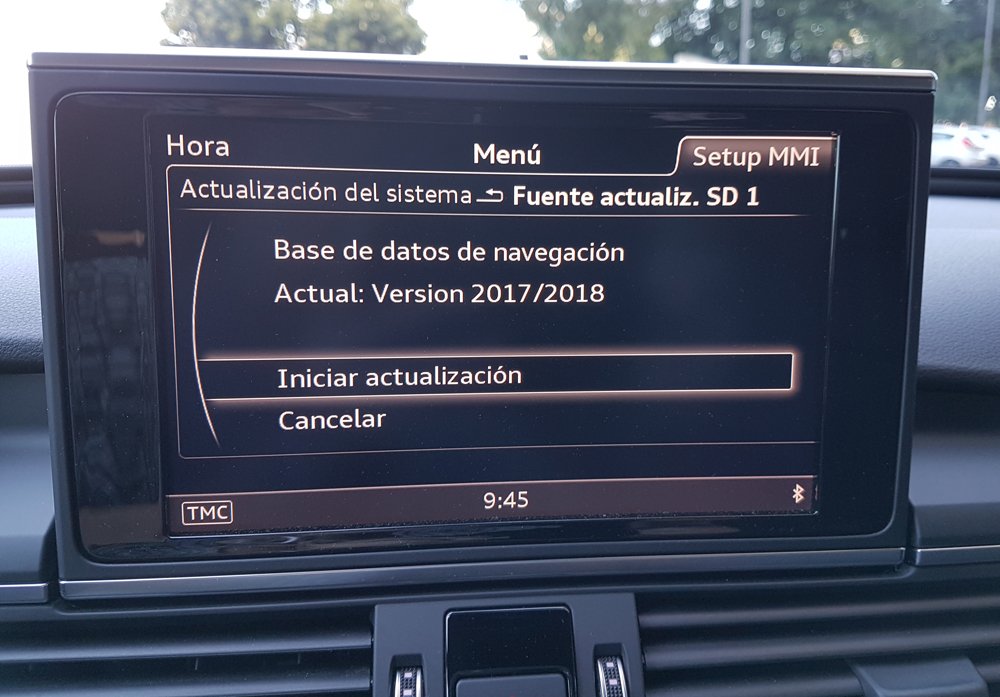 Hora Menú Setup MMI
Actualización del sistema Fuente actualiz. SD 1
Base de datos de navegación
Actual: Version 2017/2018
Iniciar actualización
Cancelar
TMC 9:45